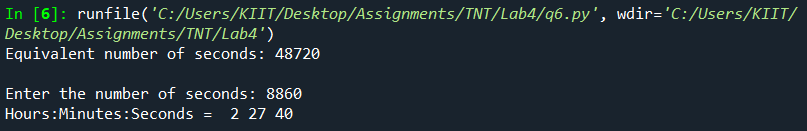 In [6]: runfile('C:/Users/KIIT/Desktop/Assignments/TNT/Lab4/q6.py', wdir='C:/Users/KIIT/
Desktop/Assignments/TNT/Lab4')
Equivalent number of seconds: 48720
Enter the number of seconds: 8860
Hours:Minutes:Seconds =  2 27 40